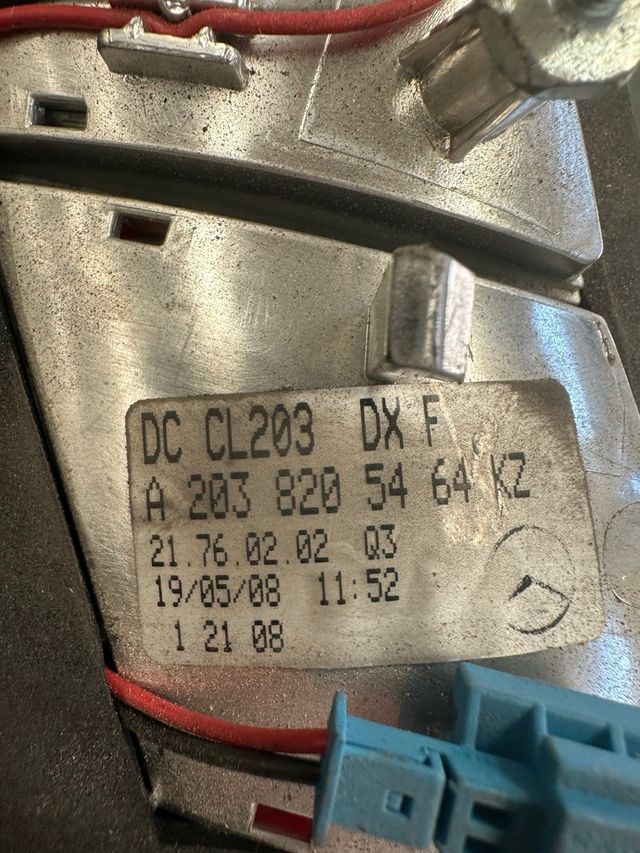 DC CL203 DX F
A 203 820 54 64 KZ
21.76.02.02 Q3
19/05/08 11:52
1 21 08